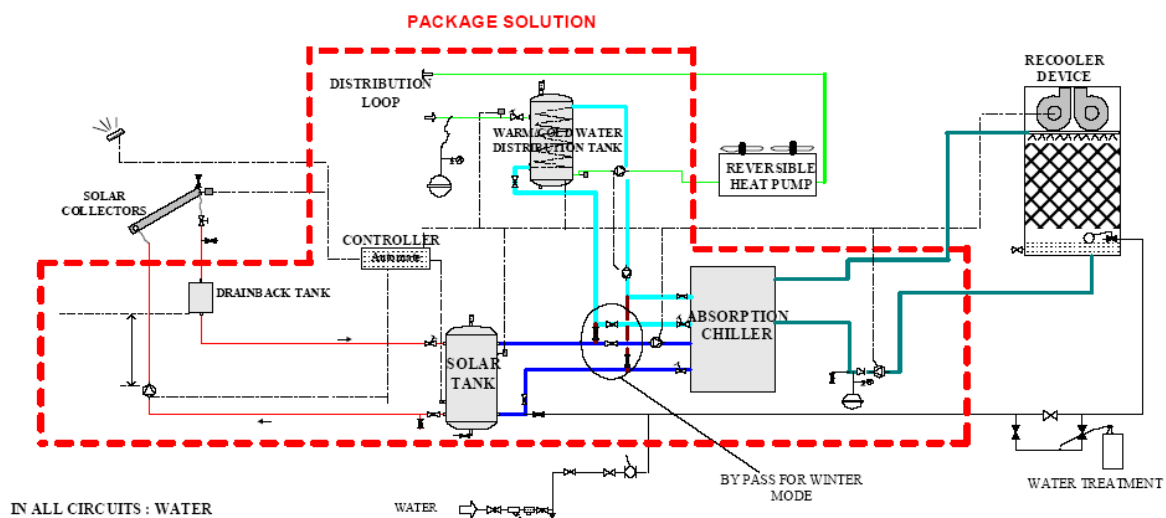 PACKAGE SOLUTION
RECOOLER
DEVICE
DISTRIBUTION
LOOP
WARM/COLD WATER
DISTRIBUTION TANK
REVERSIBLE
HEAT PUMP
SOLAR
COLLECTORS
CONTROLLER
Automate
DRAINBACK TANK
ABSORPTION
CHILLER
SOLAR
TANK
BY PASS FOR WINTER
MODE
WATER TREATMENT
WATER
IN ALL CIRCUITS : WATER